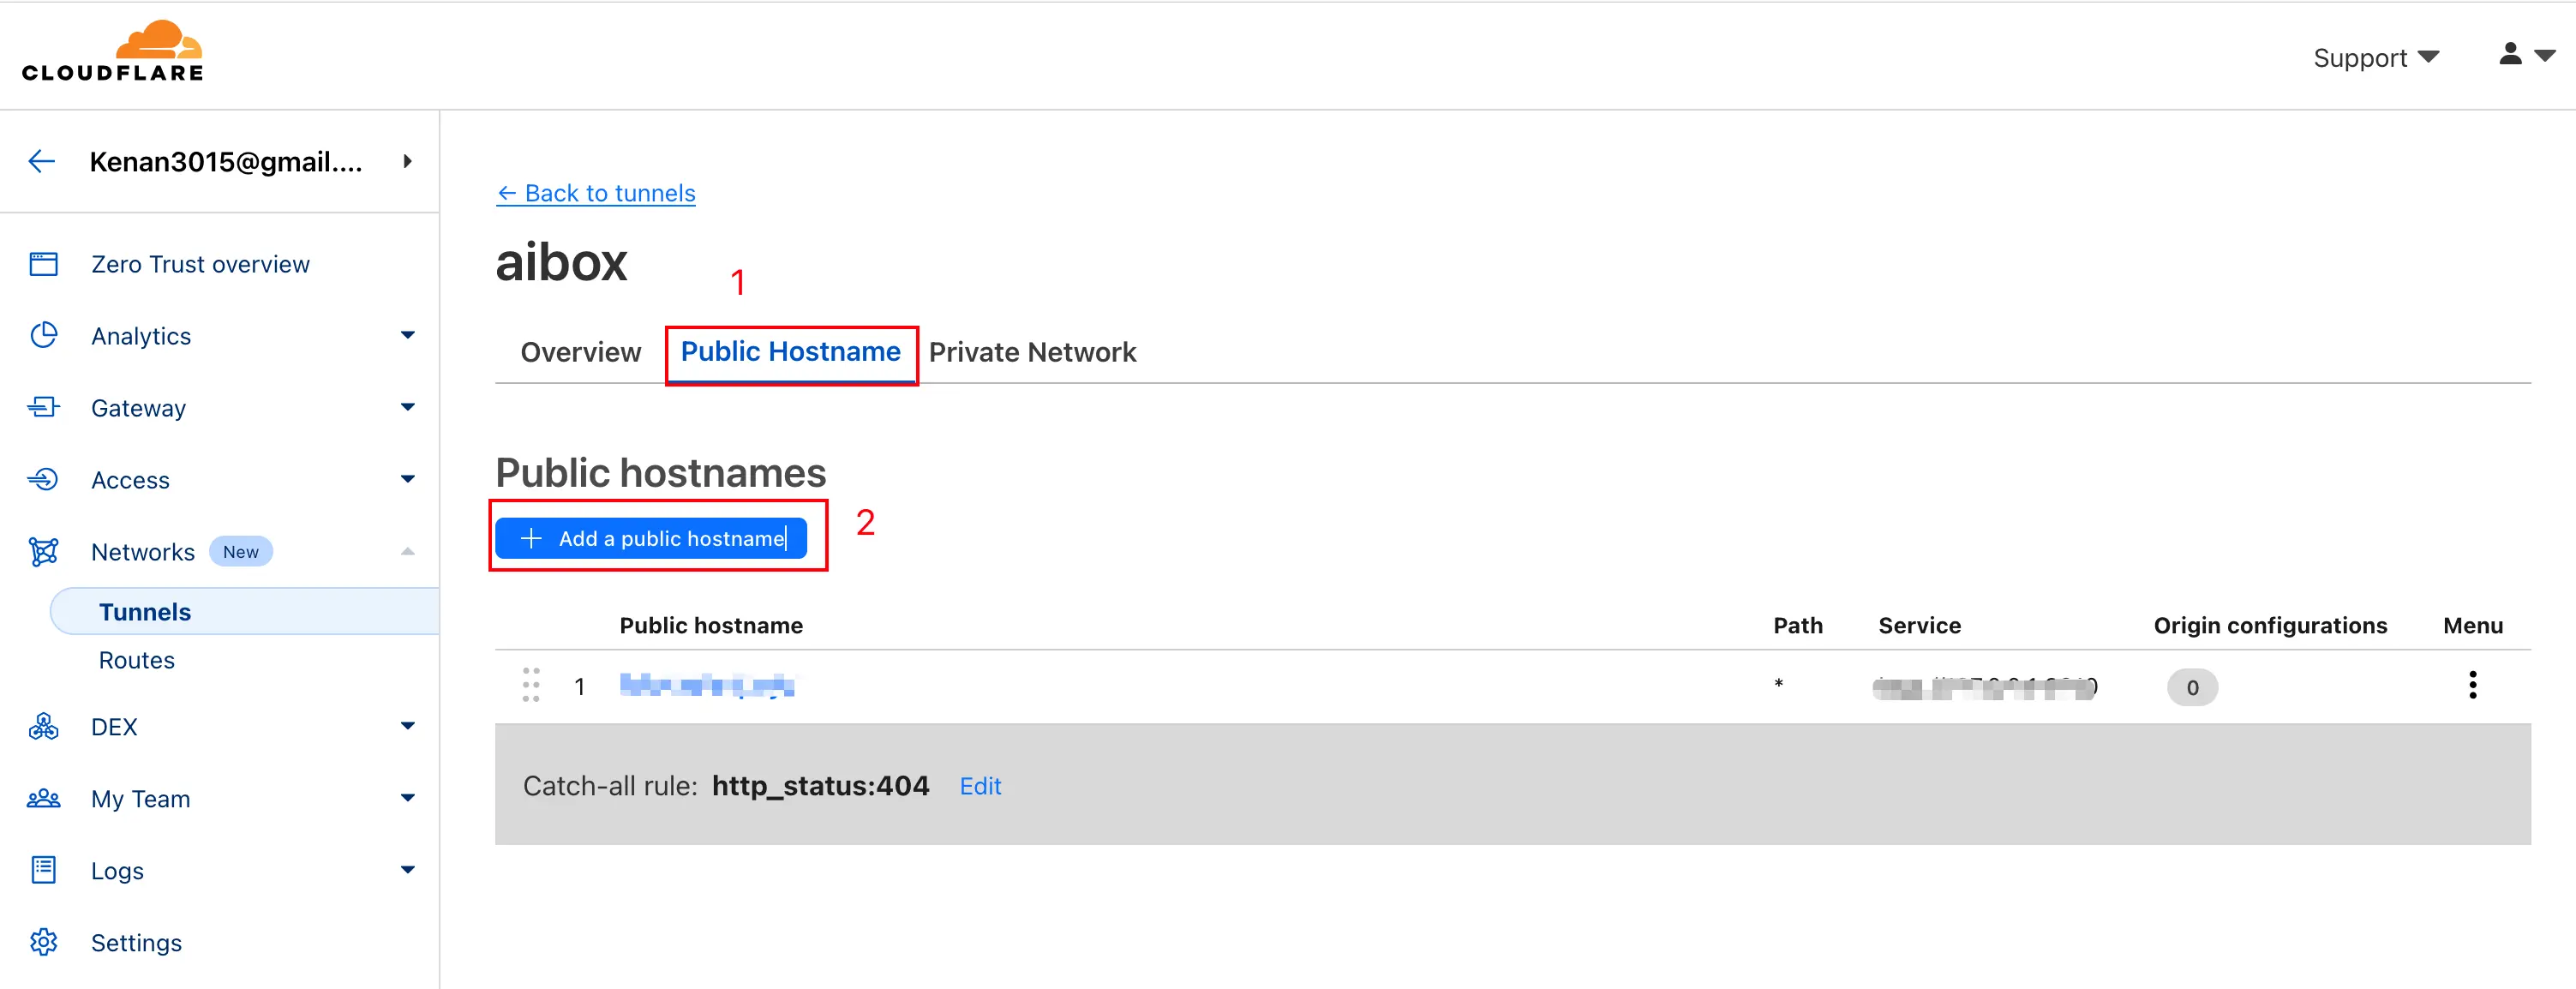 CLOUDFLARE
Support
Kenan3015@gmail....
Zero Trust overview
Analytics
Gateway
Access
Networks New
Tunnels
Routes
DEX
My Team
Logs
Settings
← Back to tunnels
aibox
1
Overview Public Hostname Private Network
Public hostnames
+ Add a public hostname
2
Public hostname Path Service Origin configurations Menu
1 * 0
Catch-all rule: http_status:404 Edit